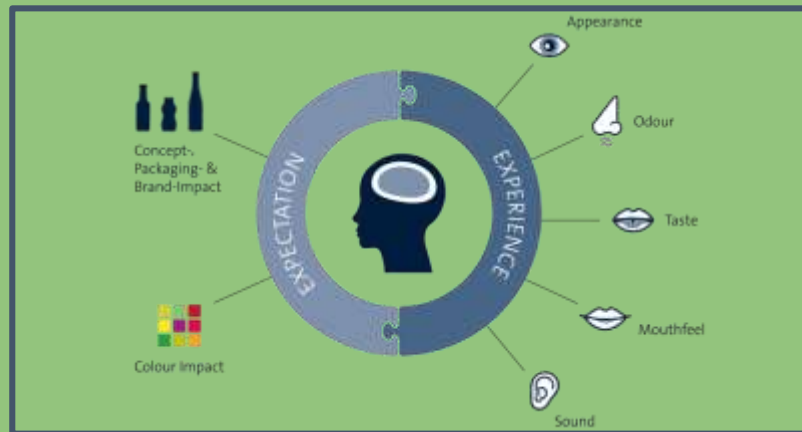 Appearance
Odour
Taste
Mouthfeel
Sound
EXPERIENCE
EXPECTATION
Concept-,
Packaging- &
Brand-Impact
Colour Impact